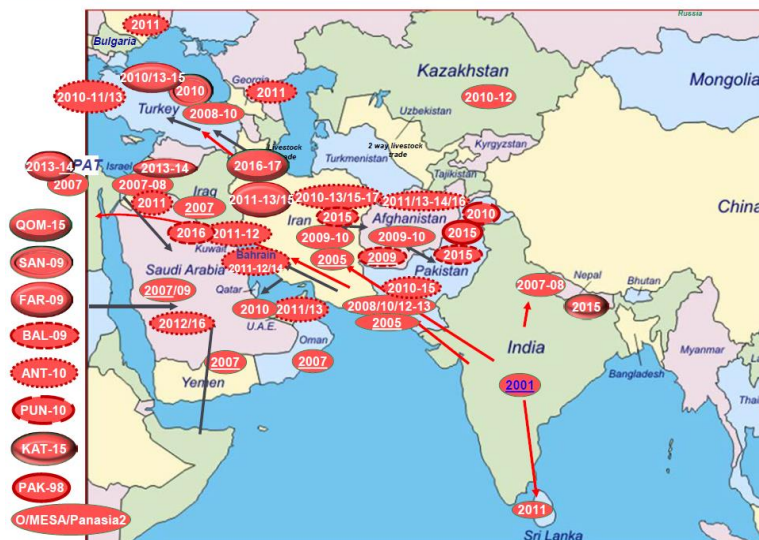 Russia
2011
Bulgaria
Kazakhstan
Mongolia
2010/13-15
Georgia
2010
2010-11/13
2011
2010-12
Turkey
2008-10
Uzbekistan
Kyrgyzstan
2 way livestock
trade
Turkmenistan
Tajikistan
2013-14
PAT
Israel
2013-14
2016-17
2007
2007-08
China
2011
Iraq
2007
2011-13/15
2010-13/15-17
2011/13-14/16
2010
Iran
2015
Afghanistan
2015
QOM-15
2016
2011-12
2009-10
2009-10
Kuwait
2005
2009
2015
SAN-09
Bahrain
2011-12/14
Pakistan
Saudi Arabia
2007/09
2010-15
2007-08
Nepal
Bhutan
FAR-09
Qatar
2010
2011/13
2008/10/12-13
2015
BAL-09
2012/16
U.A.E.
2005
Oman
India
Bangladesh
Myanmar
ANT-10
2007
2007
Yemen
2001
Thai
PUN-10
KAT-15
PAK-98
O/MESA/Panasia2
2011
Sri Lanka